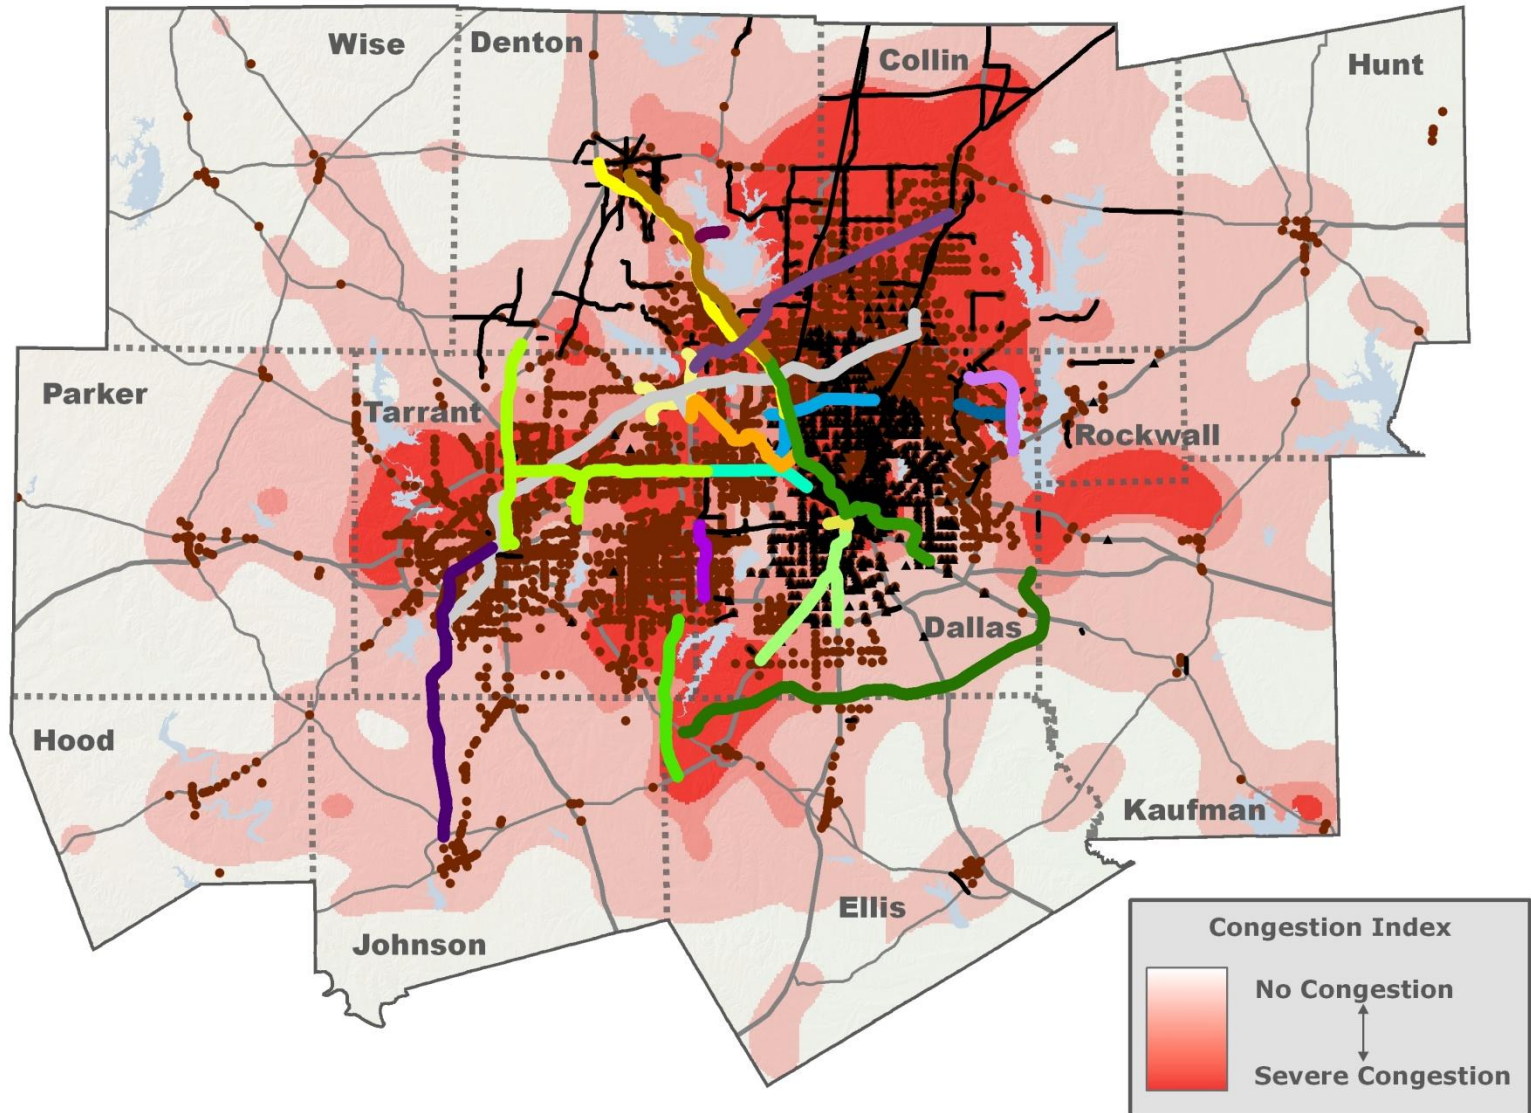 Wise
Denton
Collin
Hunt
Parker
Tarrant
Rockwall
Dallas
Hood
Kaufman
Ellis
Johnson
Congestion Index
No Congestion
Severe Congestion